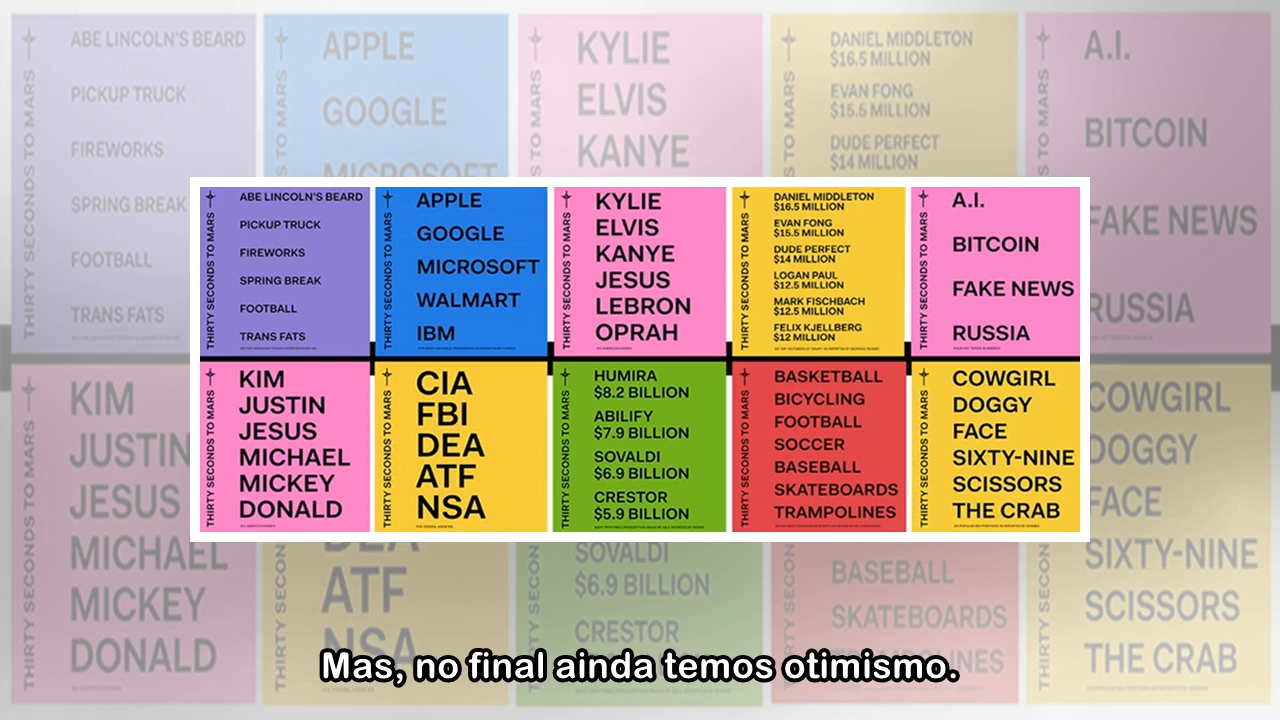 THIRTY SECONDS TO MARS
ABE LINCOLN'S BEARD
PICKUP TRUCK
FIREWORKS
SPRING BREAK
FOOTBALL
TRANS FATS
THIRTY SECONDS TO MARS
APPLE
GOOGLE
MICROSOFT
WALMART
IBM
THIRTY SECONDS TO MARS
KYLIE
ELVIS
KANYE
JESUS
LEBRON
OPRAH
THIRTY SECONDS TO MARS
DANIEL MIDDLETON
$16.5 MILLION
EVAN FONG
$15.5 MILLION
DUDE PERFECT
$14 MILLION
LOGAN PAUL
$12.5 MILLION
MARK FISCHBACH
$12.5 MILLION
FELIX KJELLBERG
$12 MILLION
THIRTY SECONDS TO MARS
A.I.
BITCOIN
FAKE NEWS
RUSSIA
THIRTY SECONDS TO MARS
KIM
JUSTIN
JESUS
MICHAEL
MICKEY
DONALD
THIRTY SECONDS TO MARS
CIA
FBI
DEA
ATF
NSA
THIRTY SECONDS TO MARS
HUMIRA
$8.2 BILLION
ABILIFY
$7.9 BILLION
SOVALDI
$6.9 BILLION
CRESTOR
$5.9 BILLION
THIRTY SECONDS TO MARS
BASKETBALL
BICYCLING
FOOTBALL
SOCCER
BASEBALL
SKATEBOARDS
TRAMPOLINES
THIRTY SECONDS TO MARS
COWGIRL
DOGGY
FACE
SIXTY-NINE
SCISSORS
THE CRAB
Mas, no final ainda temos otimismo.